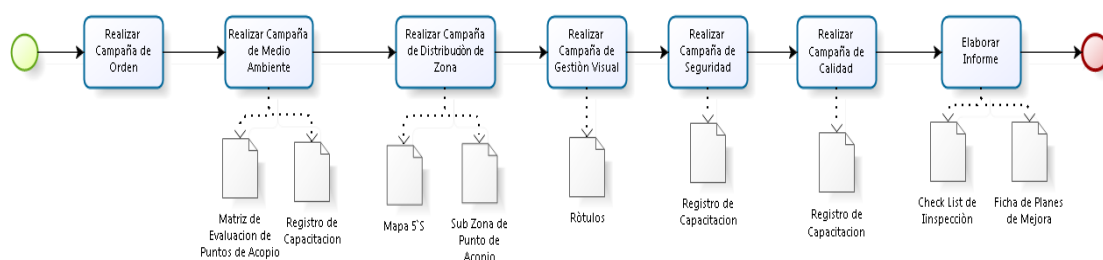 Realizar
Campaña de
Orden
Realizar Campaña
de Medio
Ambiente
Realizar Campaña
de Distribuciòn de
Zona
Realizar
Campaña de
Gestiòn Visual
Realizar
Campaña de
Seguridad
Realizar
Campaña de
Calidad
Elaborar
Informe
Matriz de
Evaluacion de
Puntos de Acopio
Registro de
Capacitacion
Mapa 5`S
Sub Zona de
Punto de
Acopio
Ròtulos
Registro de
Capacitacion
Registro de
Capacitacion
Check List de
Iinspecciòn
Ficha de Planes
de Mejora